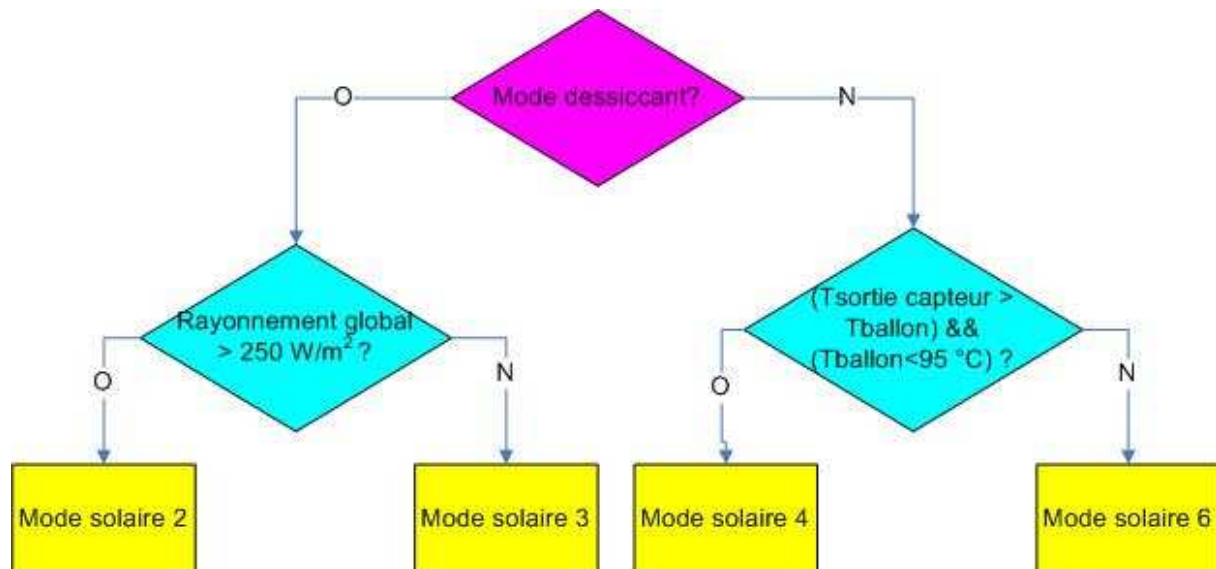 Mode dessiccant?
O
N
Rayonnement global
> 250 W/m² ?
(Tsortie capteur >
Tballon) &&
(Tballon<95 °C) ?
O
N
O
N
Mode solaire 2
Mode solaire 3
Mode solaire 4
Mode solaire 6